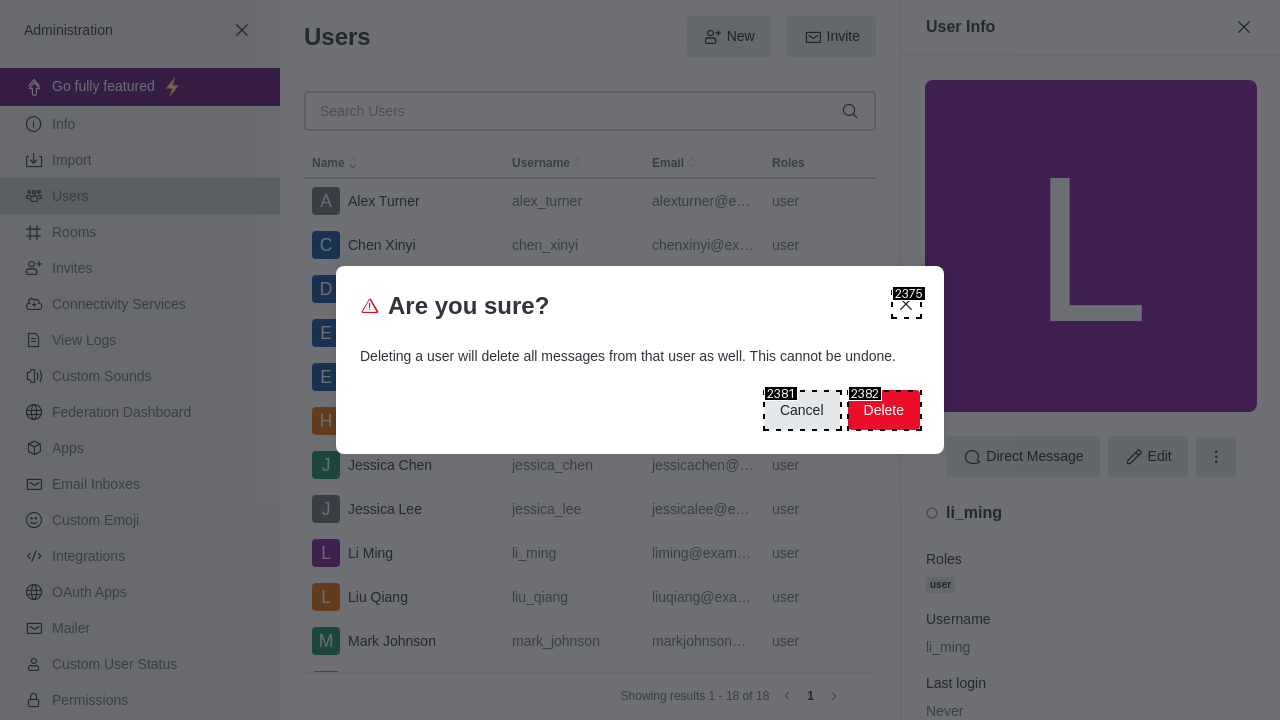 Administration
Go fully featured
Info
Import
Users
Rooms
Invites
Connectivity Services
View Logs
Custom Sounds
Federation Dashboard
Apps
Email Inboxes
Custom Emoji
Integrations
OAuth Apps
Mailer
Custom User Status
Permissions
Users
New
Invite
Search Users
Name Username Email Roles
A Alex Turner alex_turner alexturner@e… user
C Chen Xinyi chen_xinyi chenxinyi@ex… user
D
E
E
H
J Jessica Chen jessica_chen jessicachen@… user
J Jessica Lee jessica_lee jessicalee@e… user
L Li Ming li_ming liming@exam… user
L Liu Qiang liu_qiang liuqiang@exa… user
M Mark Johnson mark_johnson markjohnson… user
Showing results 1 - 18 of 18 1
Are you sure?
2375
Deleting a user will delete all messages from that user as well. This cannot be undone.
2381
Cancel
2382
Delete
User Info
L
Direct Message
Edit
li_ming
Roles
user
Username
li_ming
Last login
Never